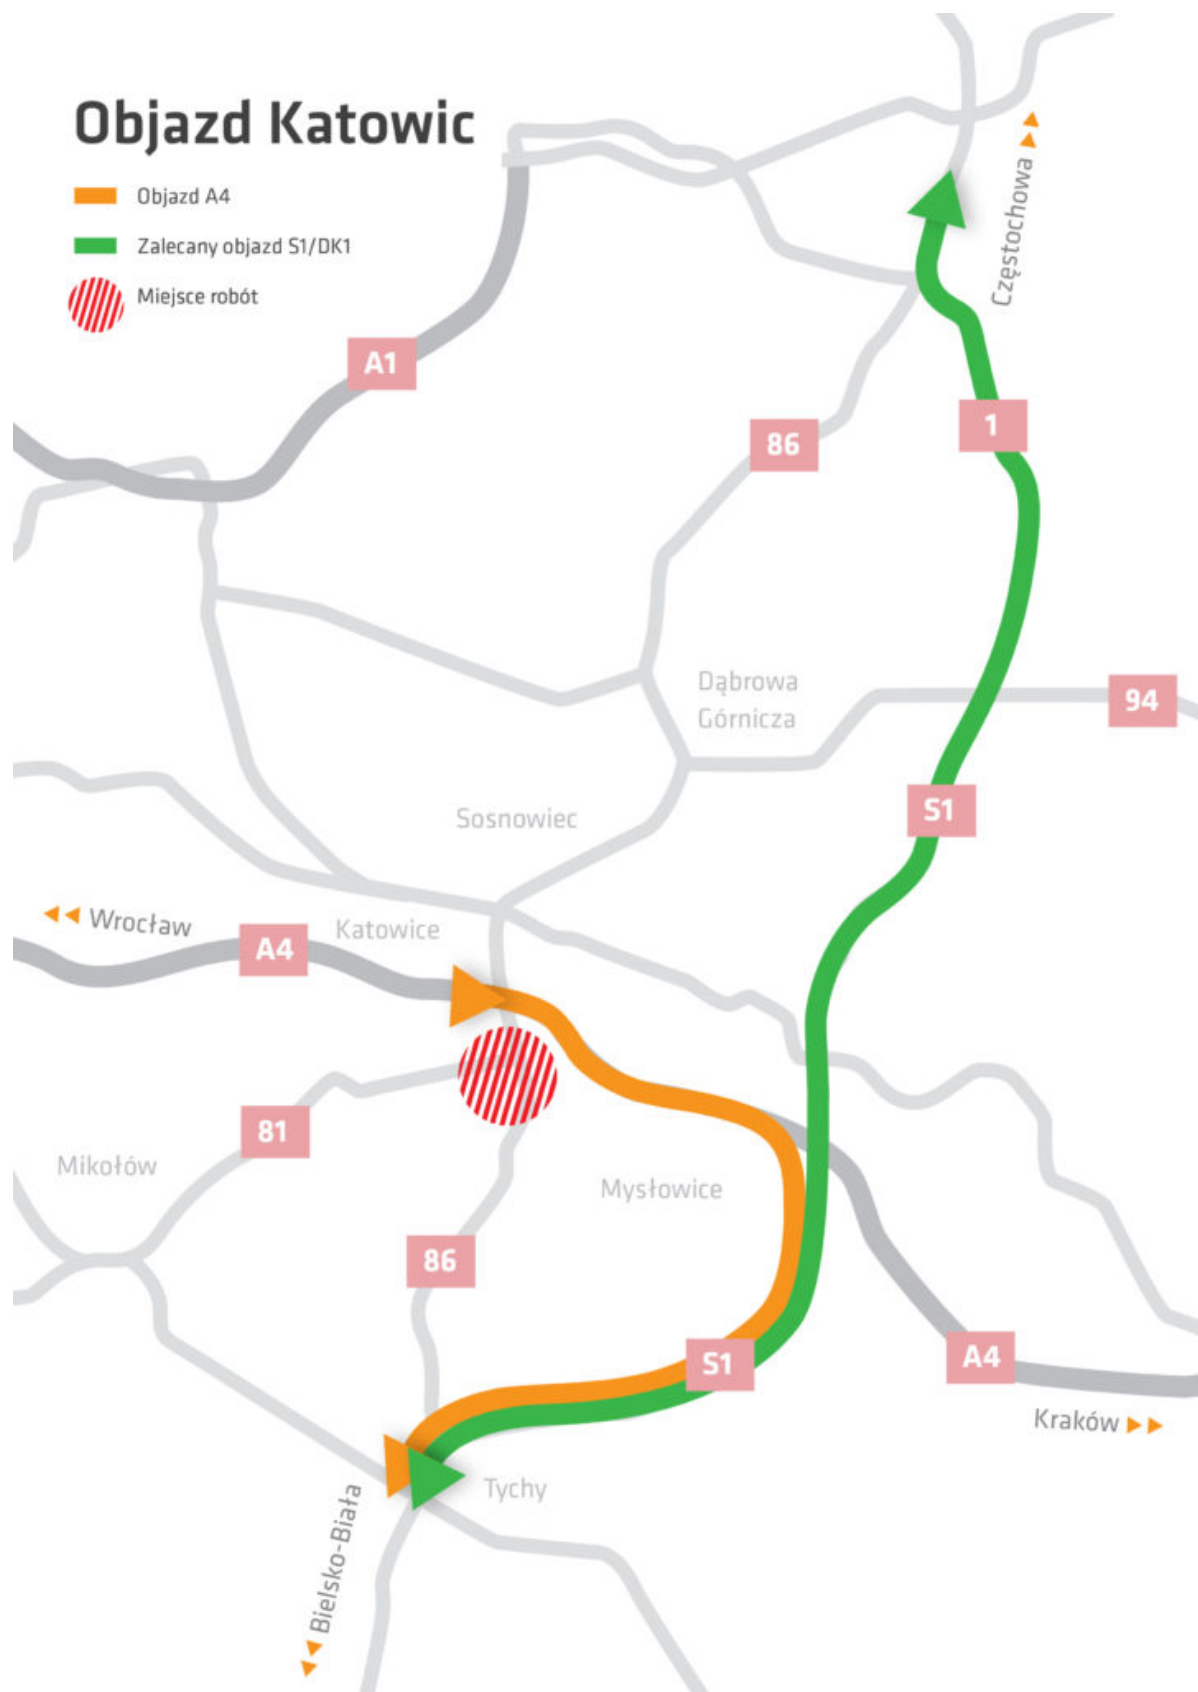 Objazd Katowic
Objazd A4
Zalecany objazd S1/DK1
Miejsce robót
Częstochowa
A1
1
86
Dąbrowa
Górnicza
94
S1
Sosnowiec
Wrocław
Katowice
A4
81
Mikołów
Mysłowice
86
S1
A4
Kraków
Tychy
Bielsko-Biała